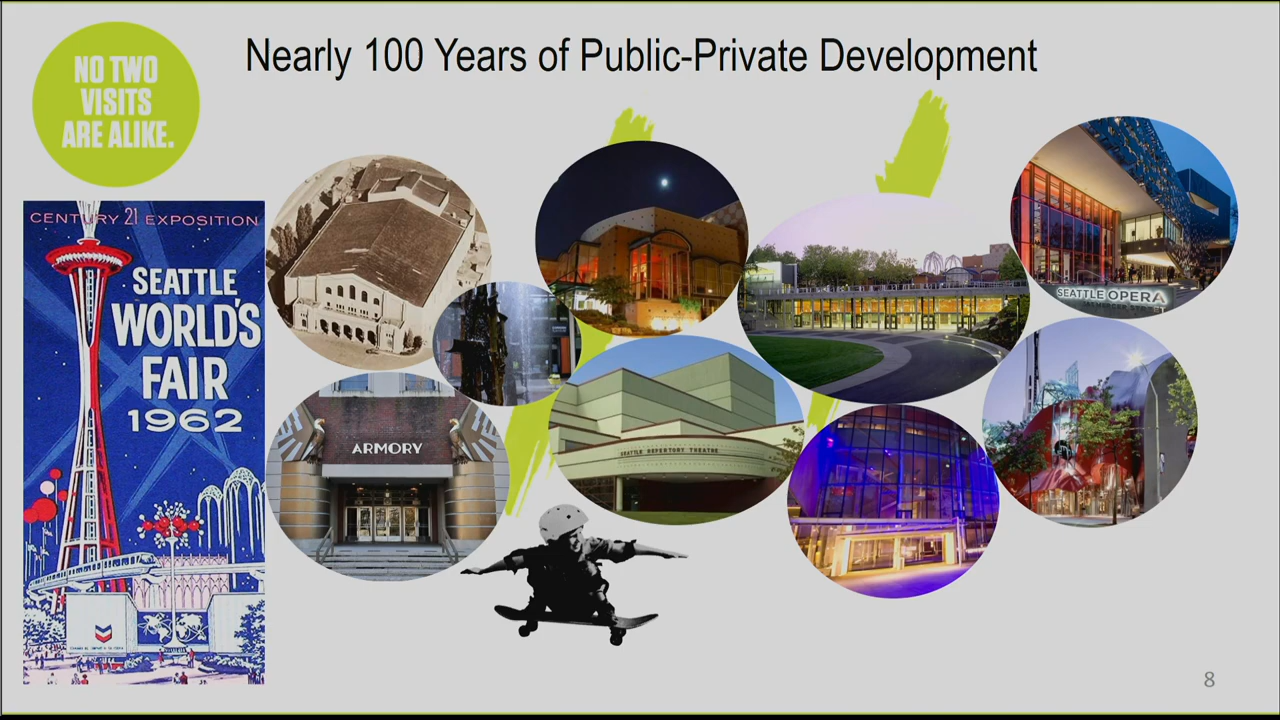 Nearly 100 Years of Public-Private Development
NO TWO
VISITS
ARE ALIKE.
CENTURY 21 EXPOSITION
SEATTLE
WORLD'S
FAIR
1962
ARMORY
SEATTLE REPERTORY THEATRE
SEATTLE OPERA
8